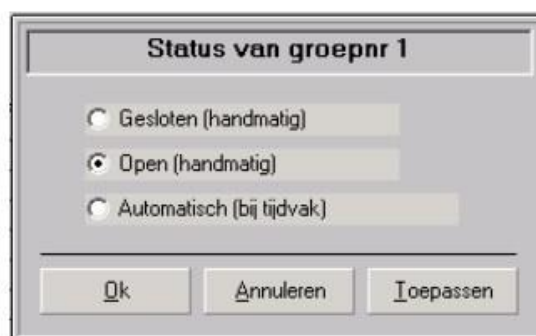 Status van groepnr 1
Gesloten (handmatig)
Open (handmatig)
Automatisch (bij tijdvak)
Ok Annuleren Toepassen